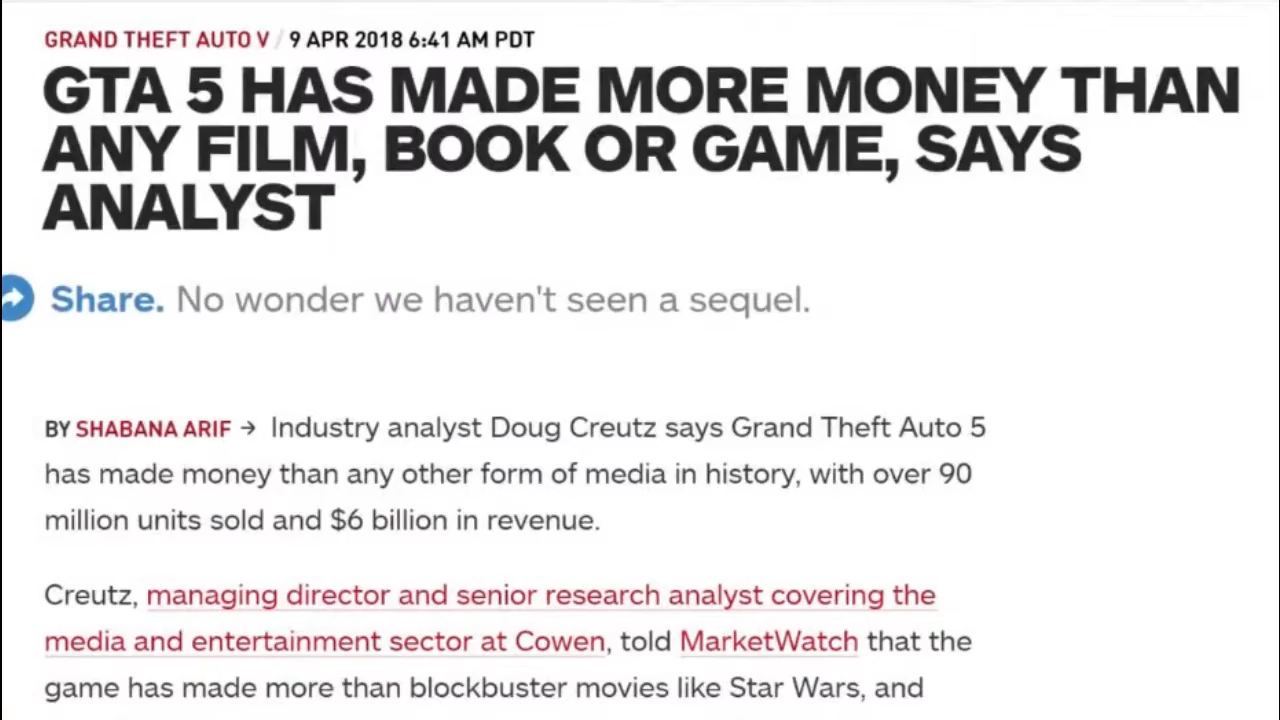 GRAND THEFT AUTO V / 9 APR 2018 6:41 AM PDT
GTA 5 HAS MADE MORE MONEY THAN
ANY FILM, BOOK OR GAME, SAYS
ANALYST
Share. No wonder we haven't seen a sequel.
BY SHABANA ARIF → Industry analyst Doug Creutz says Grand Theft Auto 5
has made money than any other form of media in history, with over 90
million units sold and $6 billion in revenue.
Creutz, managing director and senior research analyst covering the
media and entertainment sector at Cowen, told MarketWatch that the
game has made more than blockbuster movies like Star Wars, and